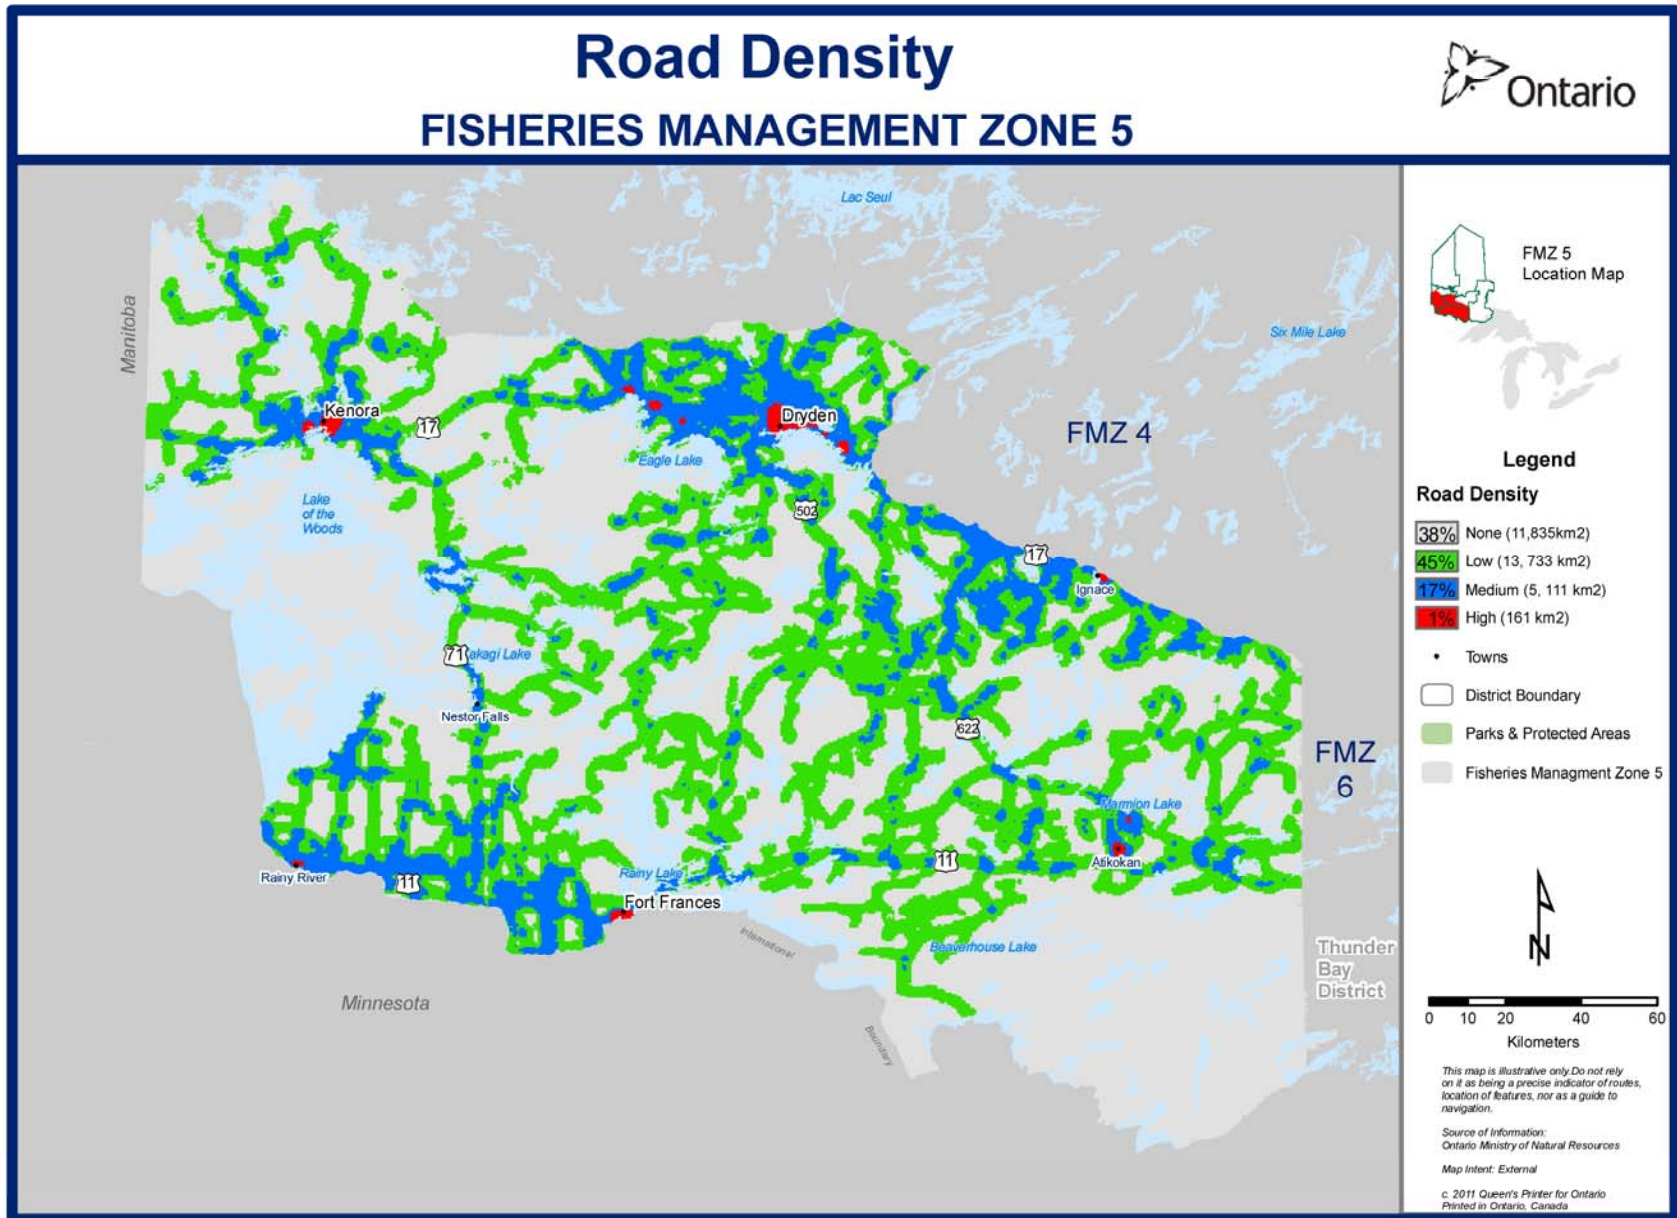 Road Density
FISHERIES MANAGEMENT ZONE 5
Ontario
Lac Seul
Manitoba
Six Mile Lake
Kenora
17
Dryden
FMZ 4
Eagle Lake
Lake
of the
Woods
502
17
Ignace
71
akagi Lake
Nestor Falls
622
FMZ
6
Marmion Lake
11
Atikokan
Rainy River
11
Rainy Lake
Fort Frances
International
Beaverhouse Lake
Thunder
Bay
District
Minnesota
Boundary
FMZ 5
Location Map
Legend
Road Density
38% None (11,835km2)
45% Low (13, 733 km2)
17% Medium (5, 111 km2)
1% High (161 km2)
Towns
District Boundary
Parks & Protected Areas
Fisheries Managment Zone 5
N
0 10 20 40 60
Kilometers
This map is illustrative only.Do not rely
on it as being a precise indicator of routes,
location of features, nor as a guide to
navigation.
Source of Information:
Ontario Ministry of Natural Resources
Map Intent: External
c. 2011 Queen's Printer for Ontario
Printed in Ontario, Canada